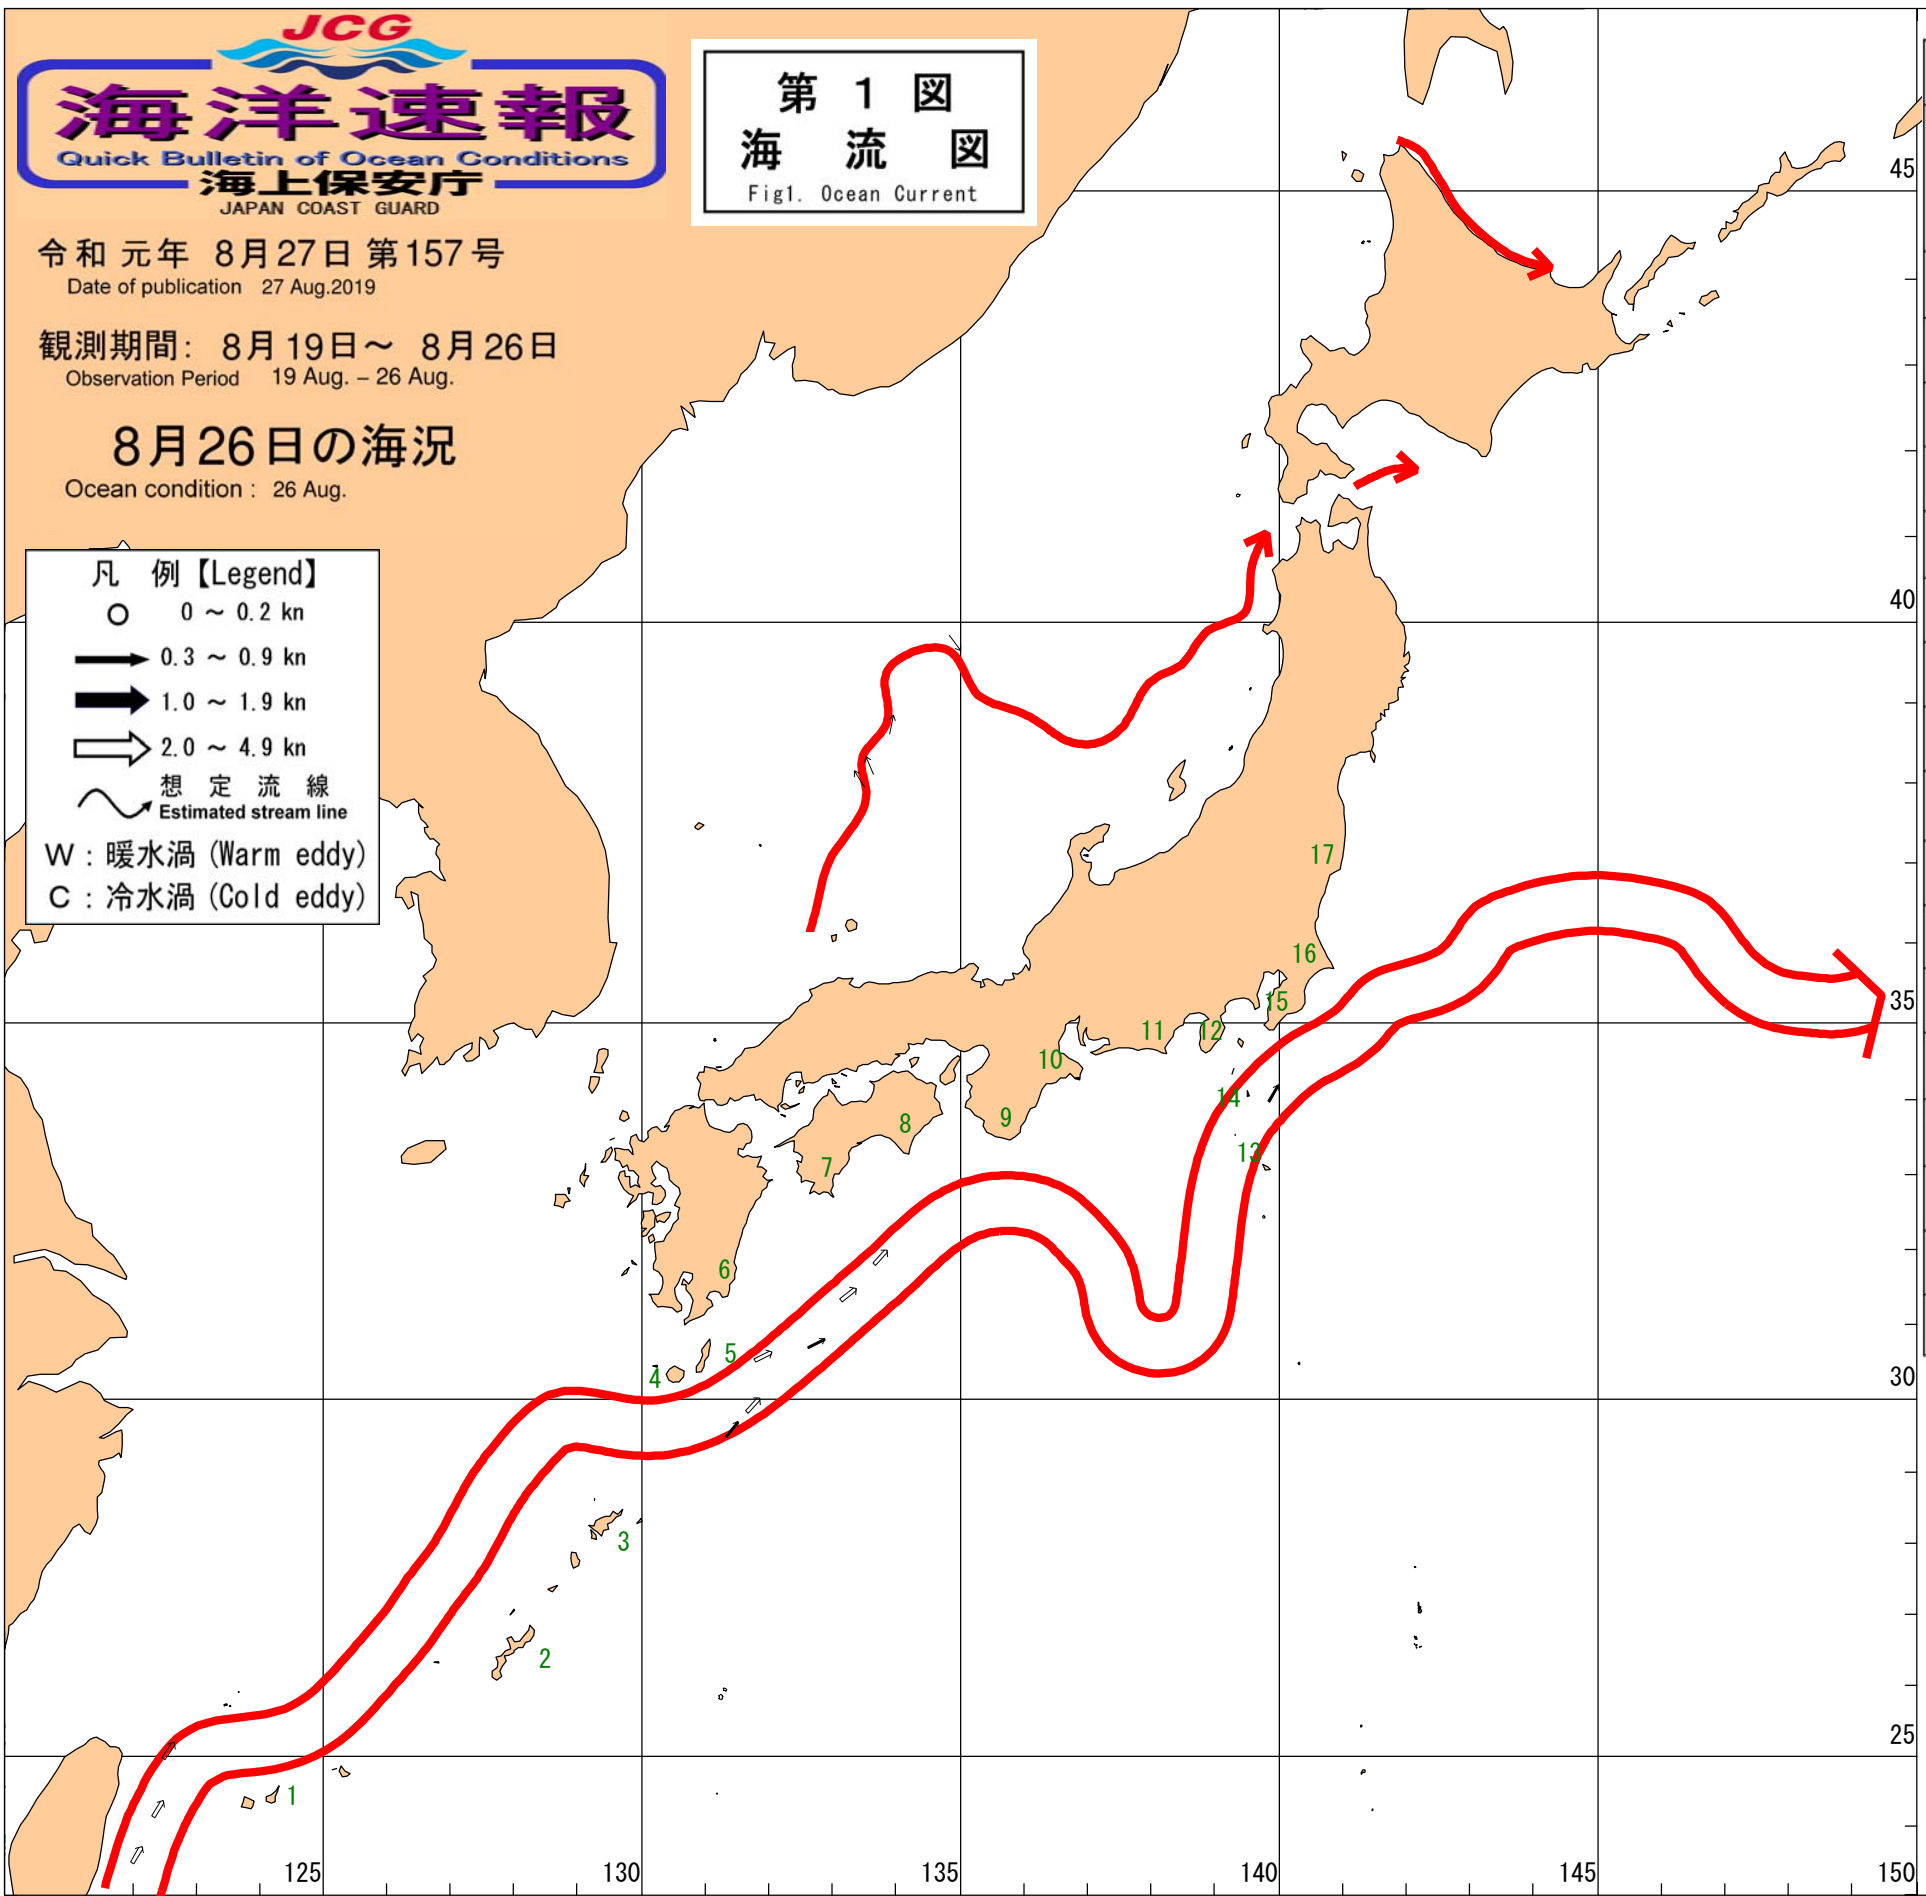 JCG
海洋速報
Quick Bulletin of Ocean Conditions
海上保安庁
JAPAN COAST GUARD
第 1 図
海 流 図
Fig1. Ocean Current
令和 元年 8月27日 第157号
Date of publication 27 Aug.2019
観測期間: 8月19日～ 8月26日
Observation Period 19 Aug. – 26 Aug.
8月26日の海況
Ocean condition : 26 Aug.
凡 例【Legend】
0 ～ 0.2 kn
0.3 ～ 0.9 kn
1.0 ～ 1.9 kn
2.0 ～ 4.9 kn
想 定 流 線
Estimated stream line
W : 暖水渦 (Warm eddy)
C : 冷水渦 (Cold eddy)
45
40
35
30
25
17
16
15
12
11
10
14
13
9
8
7
6
5
4
3
2
1
125
130
135
140
145
150